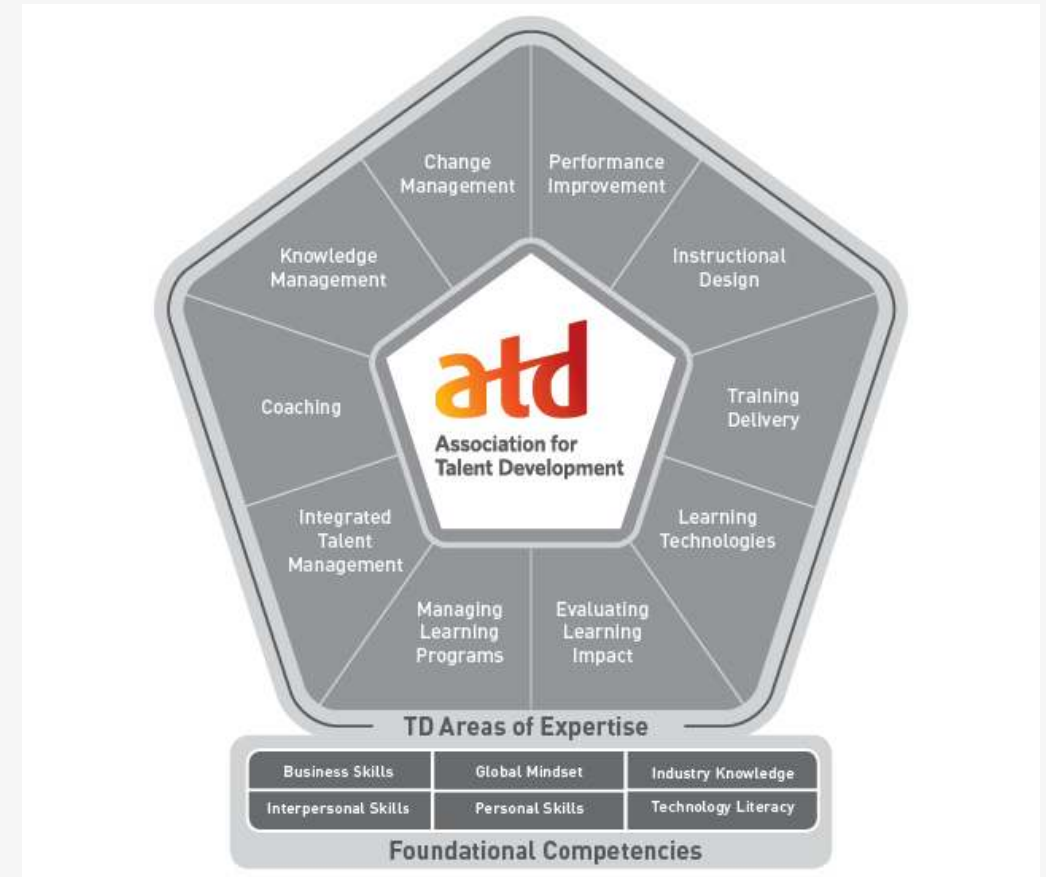 Change
Management
Performance
Improvement
Knowledge
Management
Instructional
Design
Coaching
atd
Association for
Talent Development
Training
Delivery
Integrated
Talent
Management
Learning
Technologies
Managing
Learning
Programs
Evaluating
Learning
Impact
TD Areas of Expertise
Business Skills
Global Mindset
Industry Knowledge
Interpersonal Skills
Personal Skills
Technology Literacy
Foundational Competencies